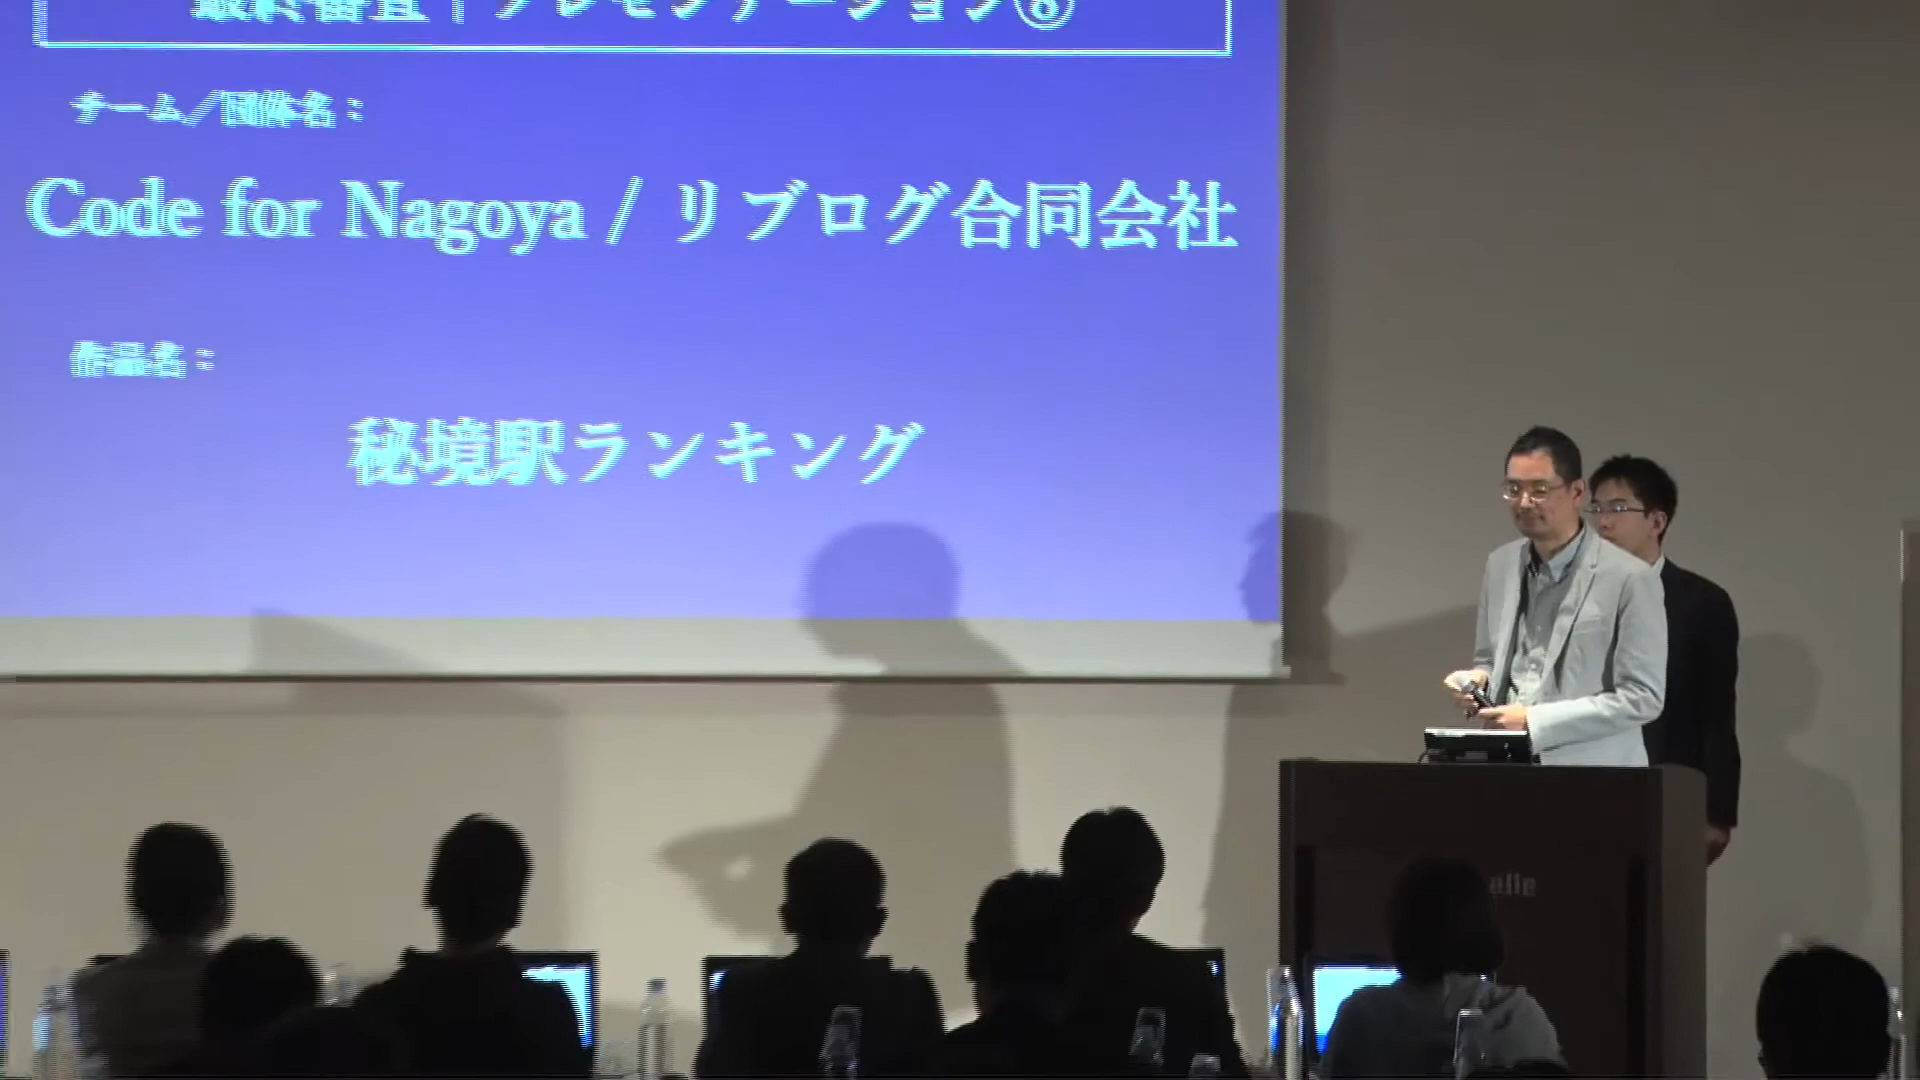 最終審査｜プレゼンテーション⑥
チーム／団体名：
Code for Nagoya / リブログ合同会社
作品名：
秘境駅ランキング
elle